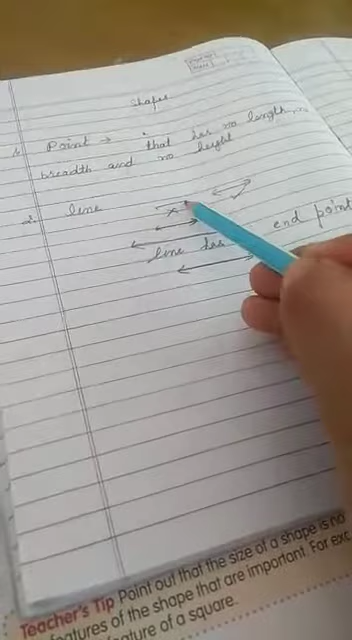 Shapes
1. Point → that has no length, no
breadth and no height
2. line
line has end point
Teacher's Tip Point out that the size of a shape is no
features of the shape that are important. For exa
feature of a square.